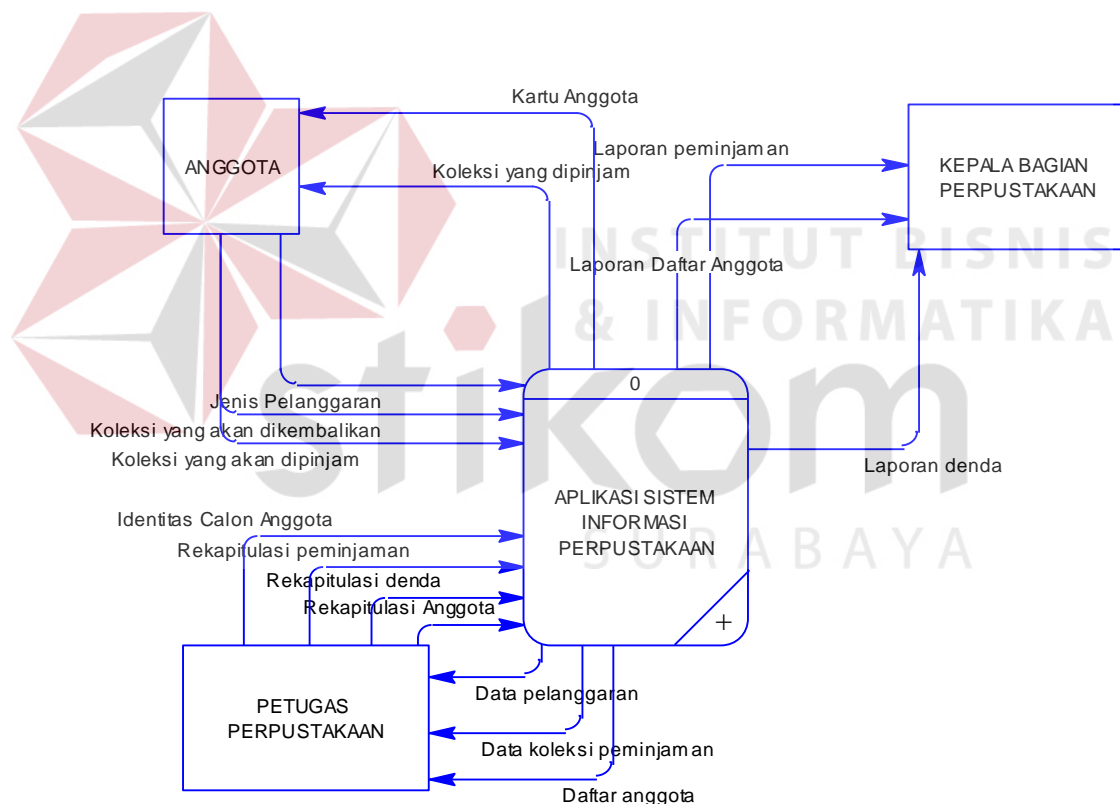 Kartu Anggota
ANGGOTA
Koleksi yang dipinjam
Laporan peminjaman
KEPALA BAGIAN
PERPUSTAKAAN
INSTITUT BISNIS
Laporan Daftar Anggota
& INFORMATIKA
stikom
SURABAYA
0
Jenis Pelanggaran
Koleksi yang akan dikembalikan
Koleksi yang akan dipinjam
Laporan denda
APLIKASI SISTEM
INFORMASI
PERPUSTAKAAN
+
Identitas Calon Anggota
Rekapitulasi peminjaman
Rekapitulasi denda
Rekapitulasi Anggota
PETUGAS
PERPUSTAKAAN
Data pelanggaran
Data koleksi peminjaman
Daftar anggota